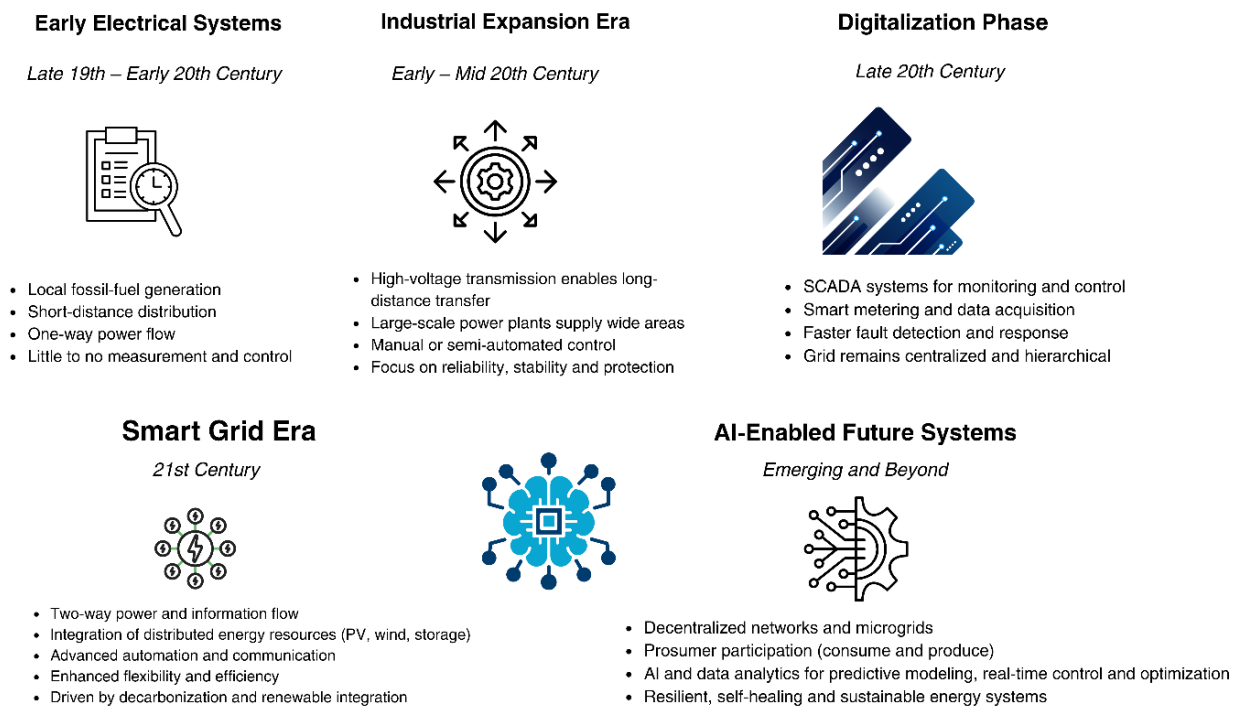 Early Electrical Systems
Late 19th – Early 20th Century
• Local fossil-fuel generation
• Short-distance distribution
• One-way power flow
• Little to no measurement and control
Industrial Expansion Era
Early – Mid 20th Century
• High-voltage transmission enables long-
distance transfer
• Large-scale power plants supply wide areas
• Manual or semi-automated control
• Focus on reliability, stability and protection
Digitalization Phase
Late 20th Century
• SCADA systems for monitoring and control
• Smart metering and data acquisition
• Faster fault detection and response
• Grid remains centralized and hierarchical
Smart Grid Era
21st Century
• Two-way power and information flow
• Integration of distributed energy resources (PV, wind, storage)
• Advanced automation and communication
• Enhanced flexibility and efficiency
• Driven by decarbonization and renewable integration
AI-Enabled Future Systems
Emerging and Beyond
• Decentralized networks and microgrids
• Prosumer participation (consume and produce)
• AI and data analytics for predictive modeling, real-time control and optimization
• Resilient, self-healing and sustainable energy systems